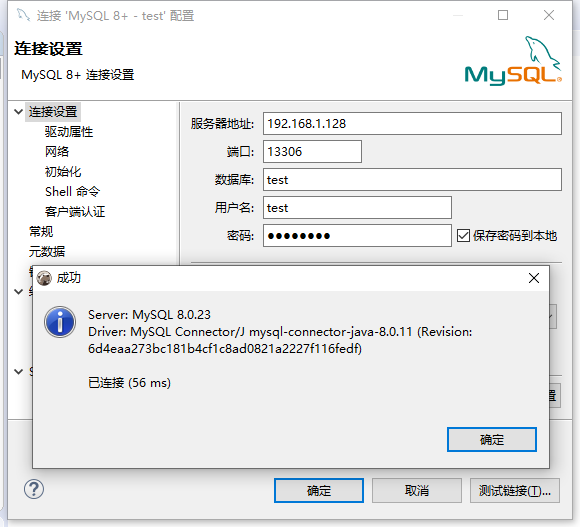 连接 'MySQL 8+ - test' 配置
连接设置
MySQL 8+ 连接设置
MySQL
连接设置
驱动属性
网络
初始化
Shell 命令
客户端认证
常规
元数据
服务器地址: 192.168.1.128
端口: 13306
数据库: test
用户名: test
密码: ●●●●●●●● 保存密码到本地
成功
Server: MySQL 8.0.23
Driver: MySQL Connector/J mysql-connector-java-8.0.11 (Revision:
6d4eaa273bc181b4cf1c8ad0821a2227f116fedf)
已连接 (56 ms)
确定
确定
取消
测试链接(T)...